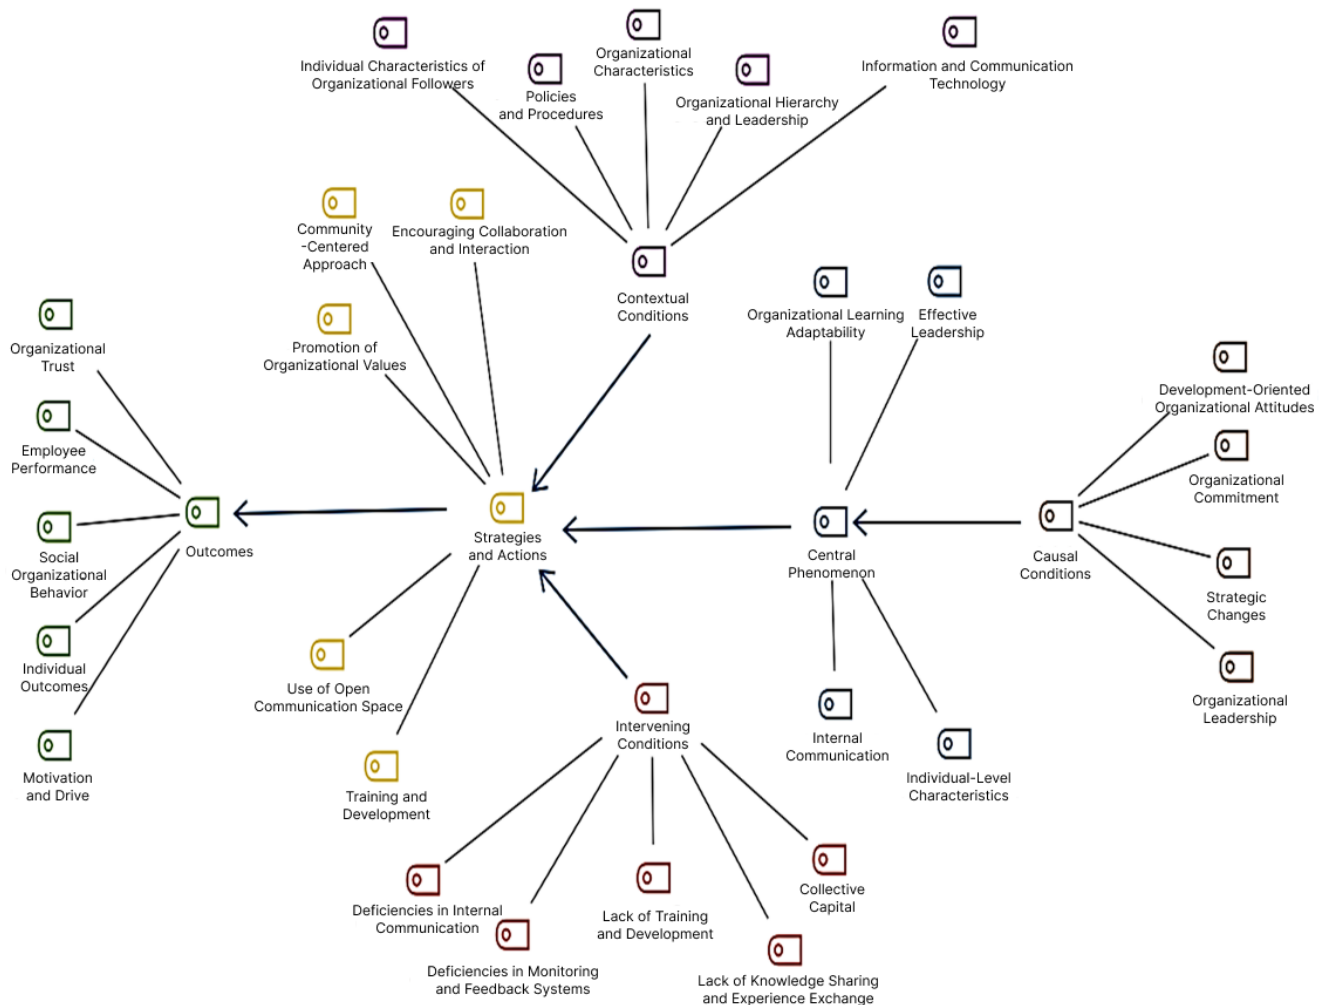 Organizational
Characteristics
Individual Characteristics of
Organizational Followers
Information and Communication
Technology
Policies
and Procedures
Organizational Hierarchy
and Leadership
Community
-Centered
Approach
Encouraging Collaboration
and Interaction
Contextual
Conditions
Organizational Learning
Adaptability
Effective
Leadership
Organizational
Trust
Promotion of
Organizational Values
Development-Oriented
Organizational Attitudes
Employee
Performance
Organizational
Commitment
Social
Organizational
Behavior
Outcomes
Strategies
and Actions
Central
Phenomenon
Causal
Conditions
Strategic
Changes
Individual
Outcomes
Use of Open
Communication Space
Intervening
Conditions
Internal
Communication
Organizational
Leadership
Motivation
and Drive
Training and
Development
Individual-Level
Characteristics
Deficiencies in Internal
Communication
Lack of Training
and Development
Collective
Capital
Deficiencies in Monitoring
and Feedback Systems
Lack of Knowledge Sharing
and Experience Exchange